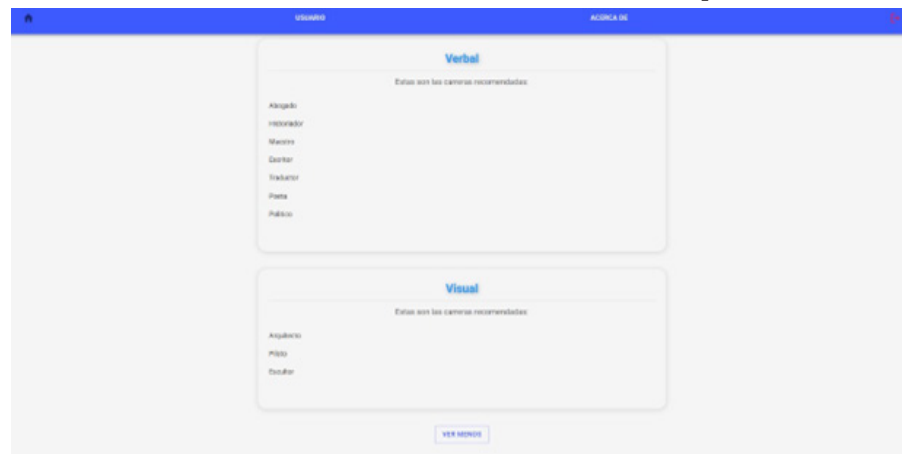 USUARIO
ACERCA DE
Verbal
Estas son las carreras recomendadas:
Abogado
Historiador
Maestro
Escritor
Traductor
Poeta
Político
Visual
Estas son las carreras recomendadas:
Arquitecto
Piloto
Escultor
VER MENOS